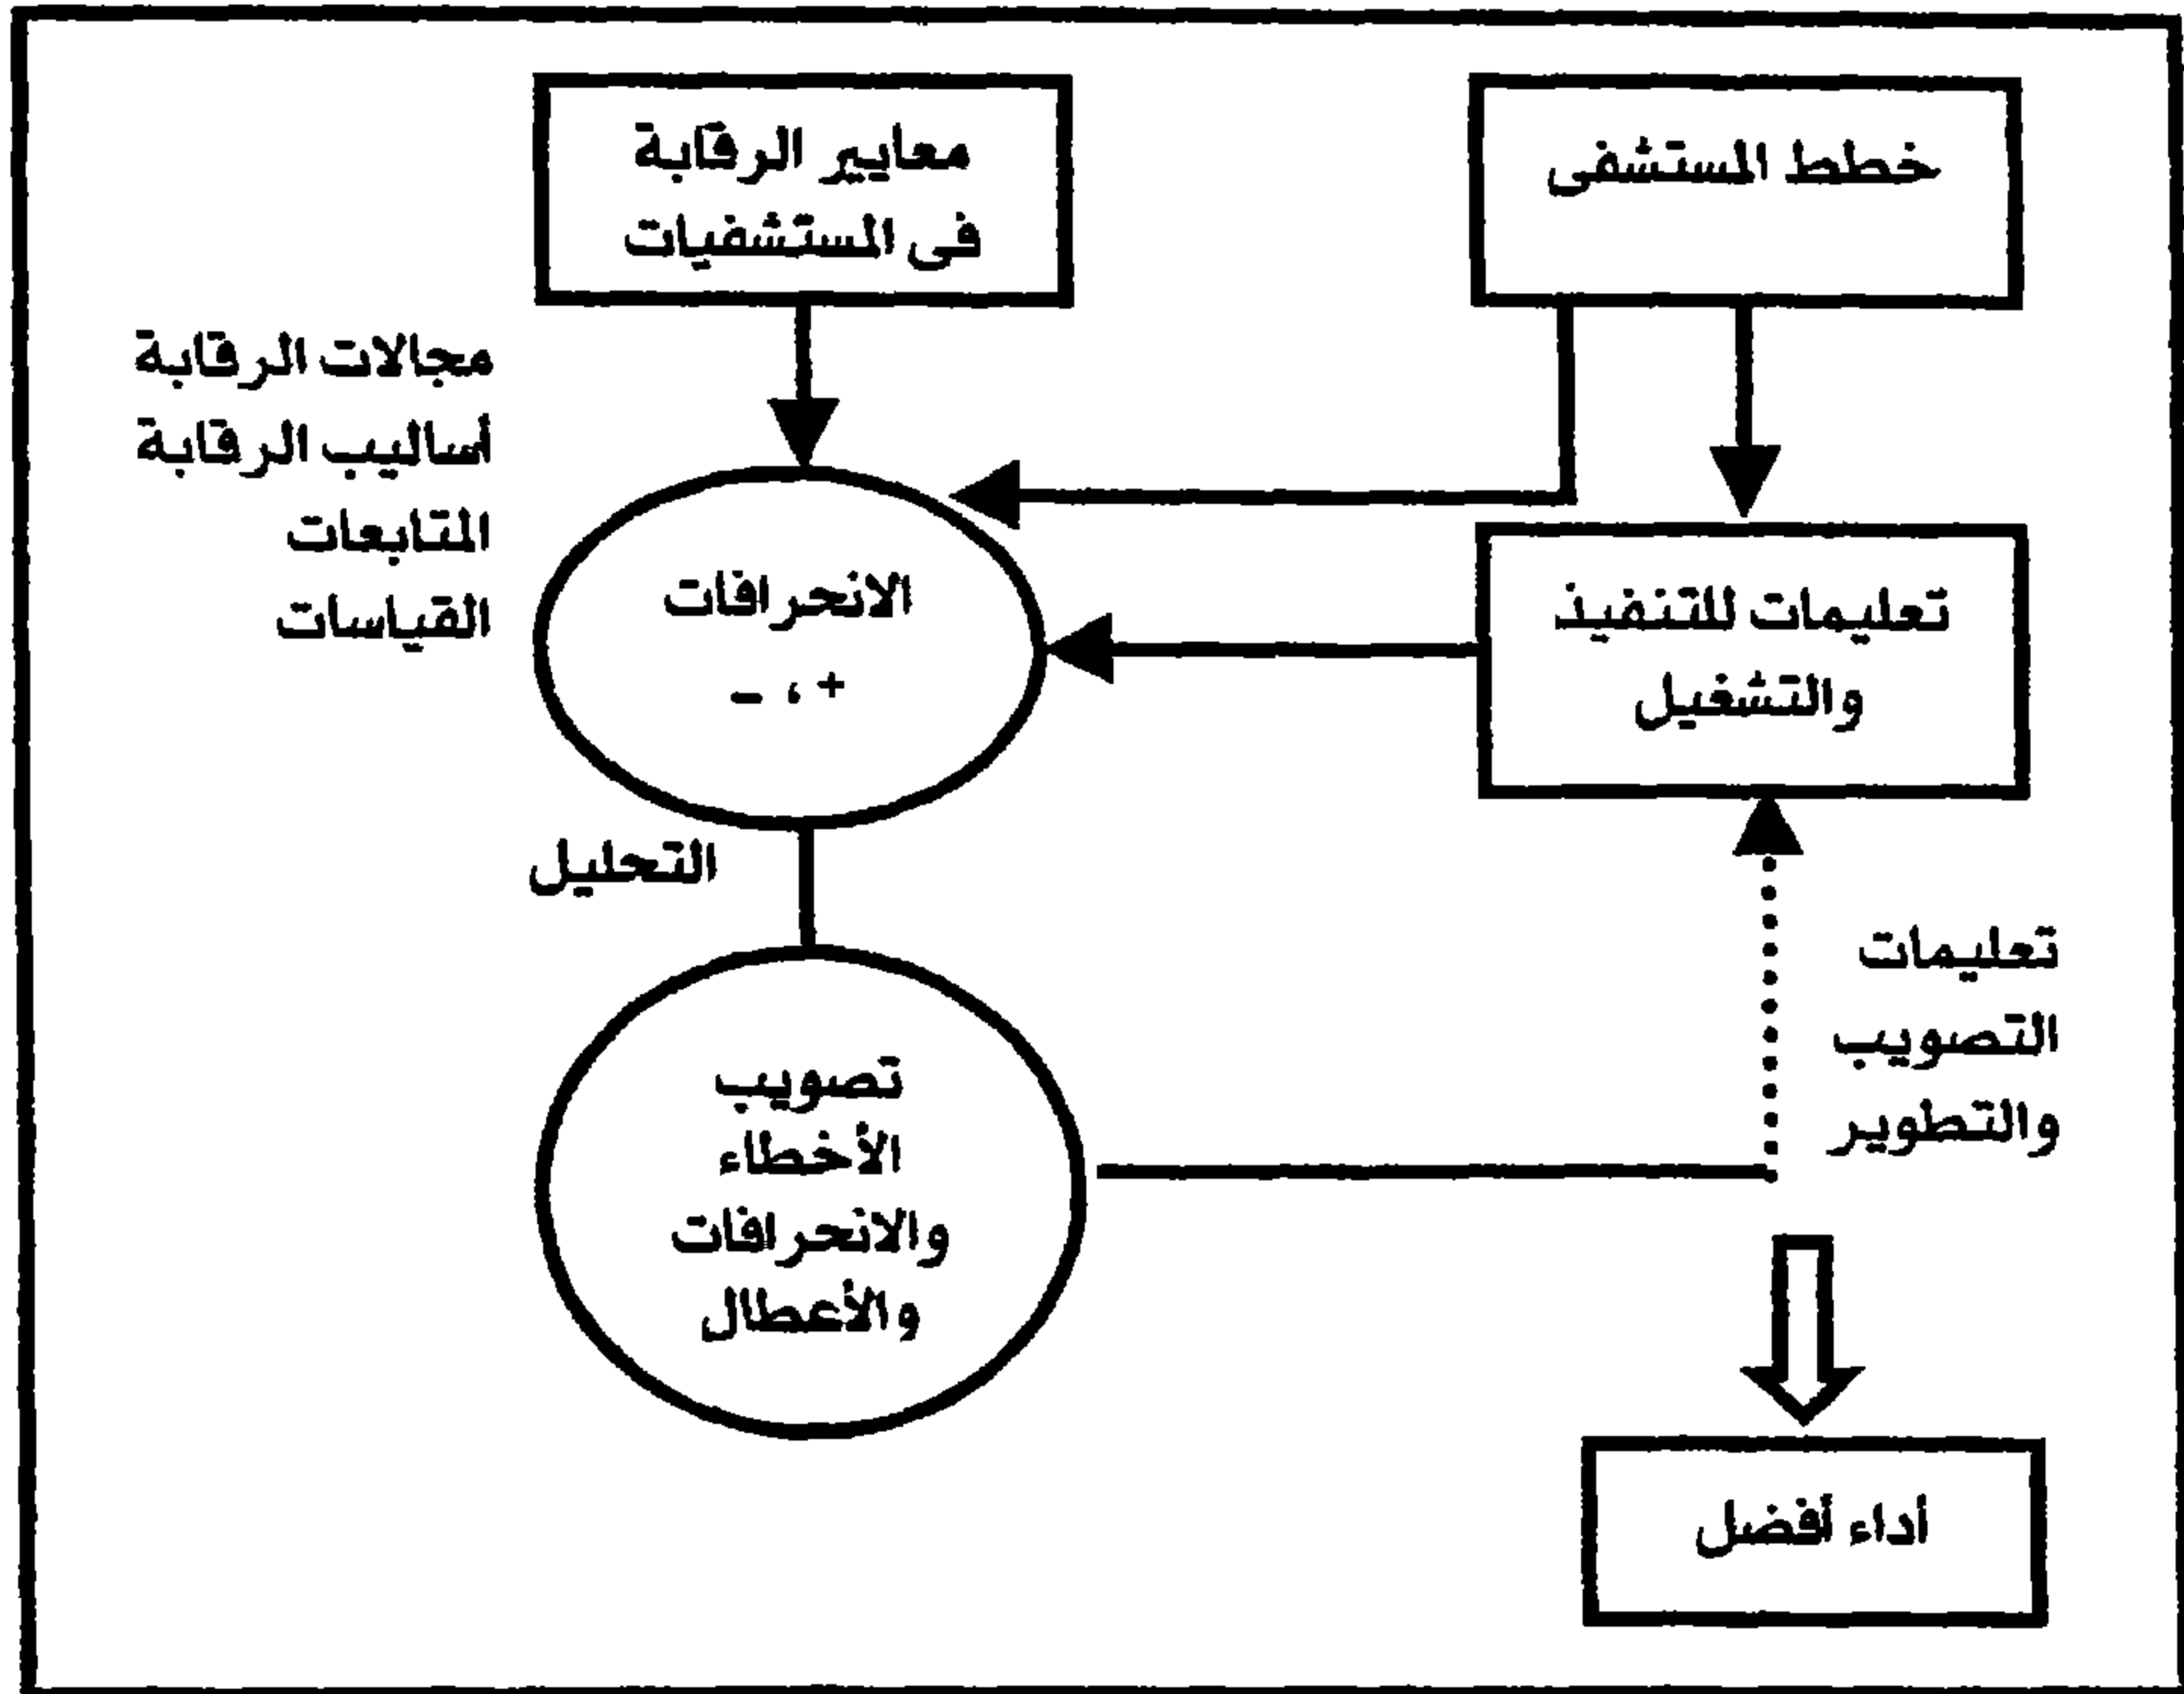 خطط المستشفى
معايير الرقابة
فى المستشفيات
مجالات الرقابة
أساليب الرقابة
المتابعات
القياسات
الانحرافات
+ ، -
تعليمات للتنفيذ
والتشغيل
التحليل
تعليمات
التصويب
والتطوير
تصويب
الأخطاء
والانحرافات
والأعطال
أداء أفضل